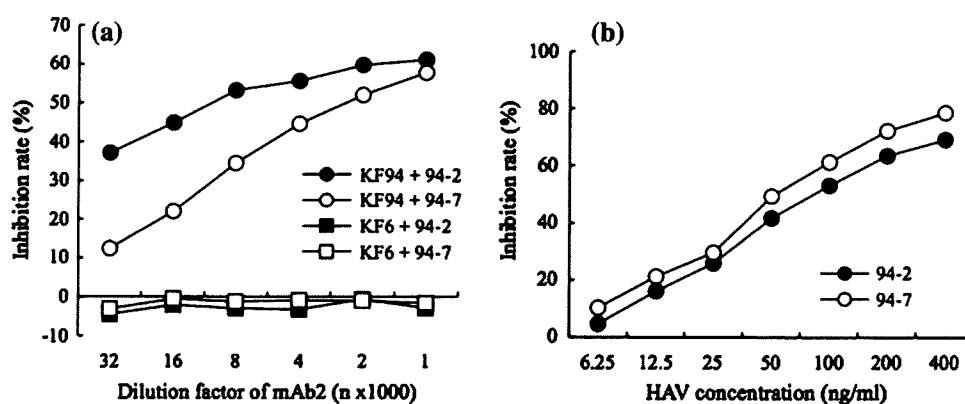 (a)
Inhibition rate (%)
70
60
50
40
30
20
10
0
-10
KF94 + 94-2
KF94 + 94-7
KF6 + 94-2
KF6 + 94-7
32 16 8 4 2 1
Dilution factor of mAb2 (n x1000)
(b)
Inhibition rate (%)
100
80
60
40
20
0
94-2
94-7
6.25 12.5 25 50 100 200 400
HAV concentration (ng/ml)